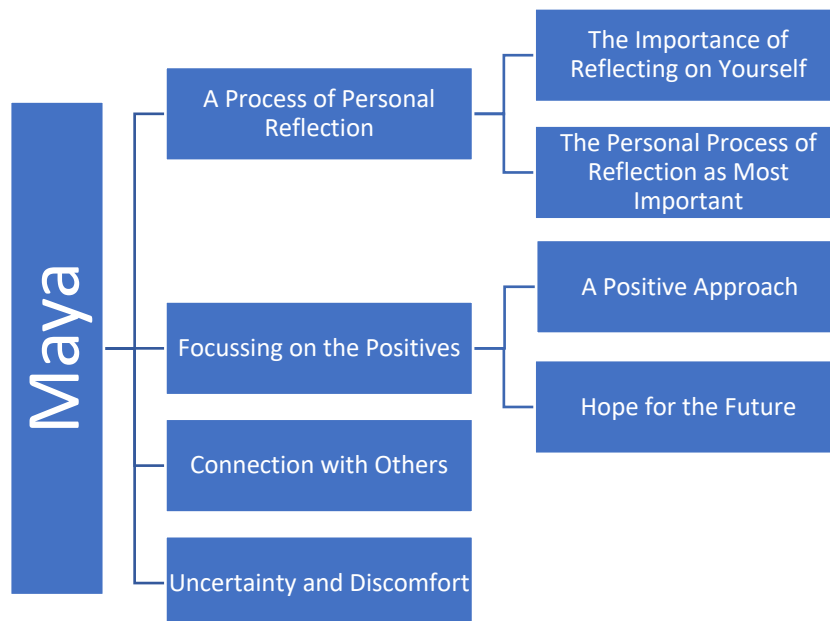 Maya
A Process of Personal
Reflection
The Importance of
Reflecting on Yourself
The Personal Process of
Reflection as Most
Important
Focussing on the Positives
A Positive Approach
Hope for the Future
Connection with Others
Uncertainty and Discomfort